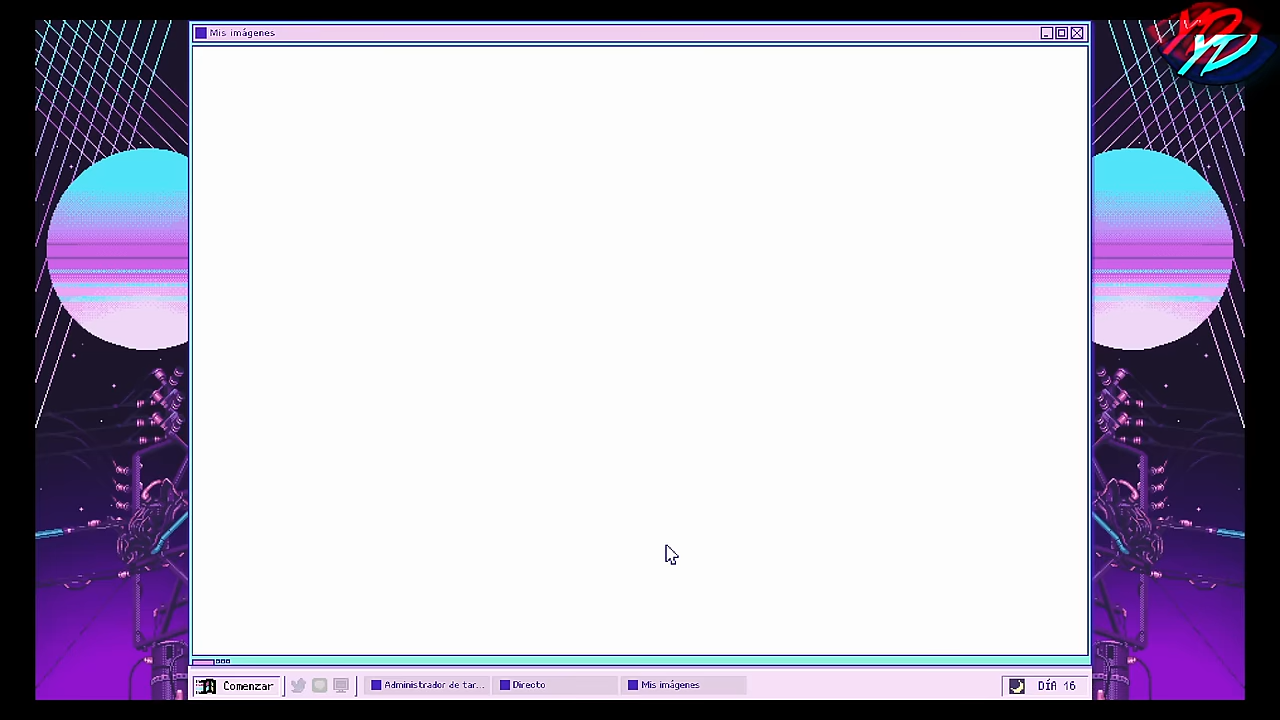 Mis imágenes
Comenzar
Administrador de tar...
Directo
Mis imágenes
DÍA 16